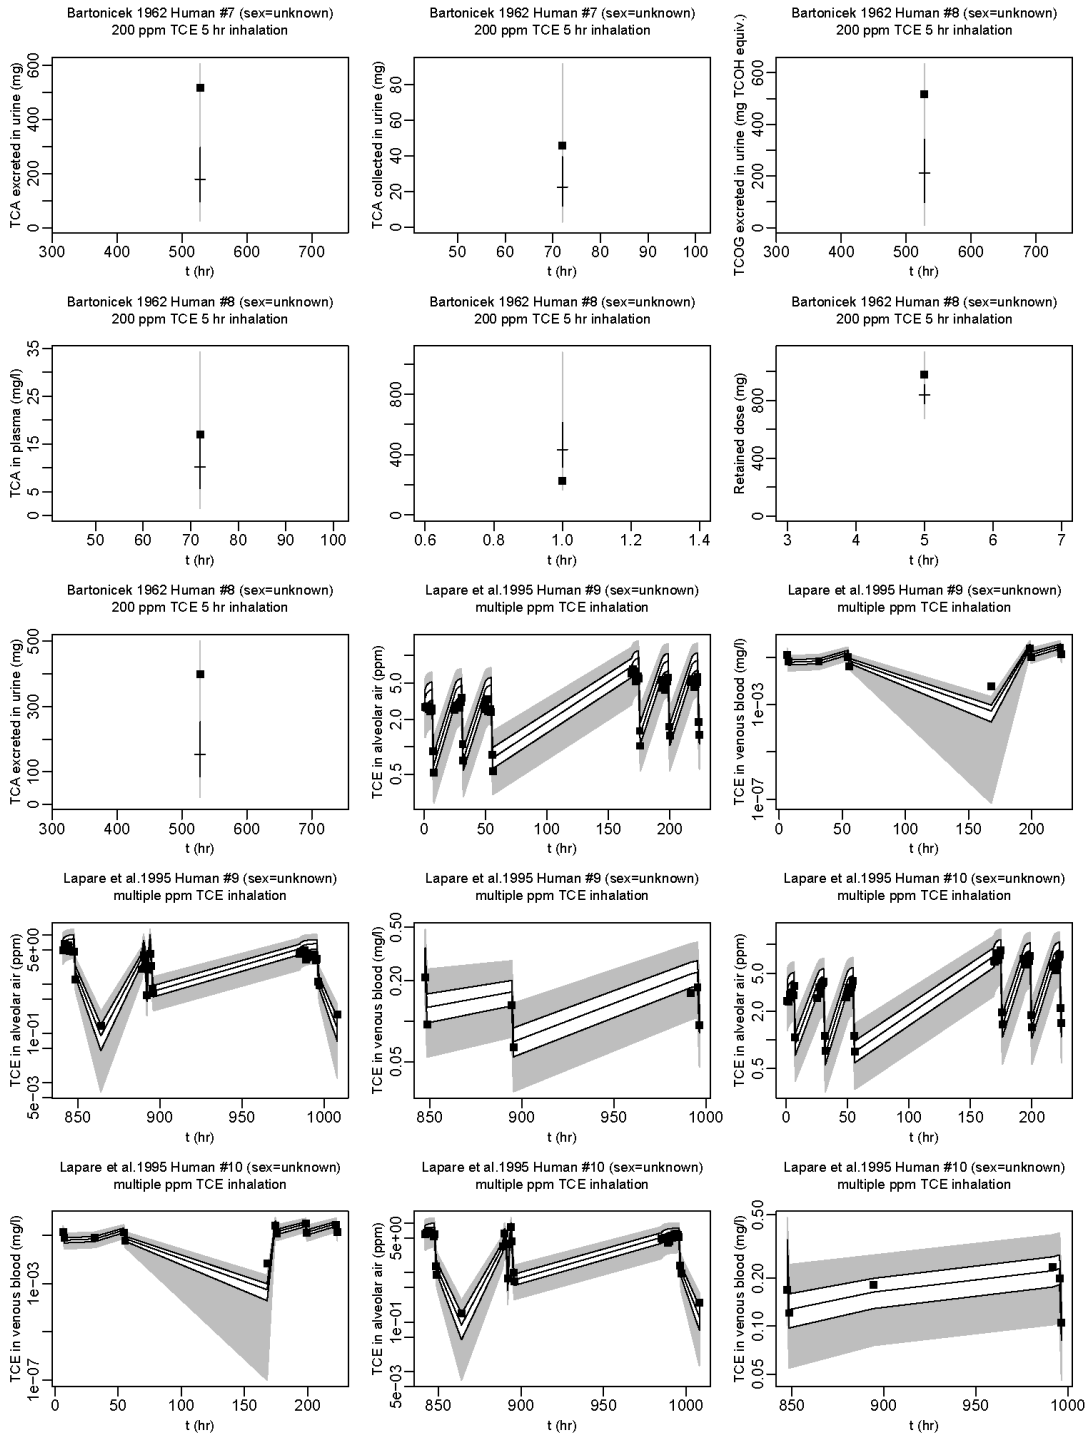 Bartonicek 1962 Human #7 (sex=unknown)
200 ppm TCE 5 hr inhalation
TCA excreted in urine (mg)
0 200 400 600
300 400 500 600 700
t (hr)
Bartonicek 1962 Human #7 (sex=unknown)
200 ppm TCE 5 hr inhalation
TCA collected in urine (mg)
0 20 40 60 80
50 60 70 80 90 100
t (hr)
Bartonicek 1962 Human #8 (sex=unknown)
200 ppm TCE 5 hr inhalation
TCOG excreted in urine (mg TCOH equiv.)
0 200 400 600
300 400 500 600 700
t (hr)
Bartonicek 1962 Human #8 (sex=unknown)
200 ppm TCE 5 hr inhalation
TCA in plasma (mg/l)
0 5 15 25 35
50 60 70 80 90 100
t (hr)
Bartonicek 1962 Human #8 (sex=unknown)
200 ppm TCE 5 hr inhalation
0 400 800
0.6 0.8 1.0 1.2 1.4
t (hr)
Bartonicek 1962 Human #8 (sex=unknown)
200 ppm TCE 5 hr inhalation
Retained dose (mg)
0 400 800
3 4 5 6 7
t (hr)
Bartonicek 1962 Human #8 (sex=unknown)
200 ppm TCE 5 hr inhalation
TCA excreted in urine (mg)
0 100 300 500
300 400 500 600 700
t (hr)
Lapare et al.1995 Human #9 (sex=unknown)
multiple ppm TCE inhalation
TCE in alveolar air (ppm)
0.5 2.0 5.0
0 50 100 150 200
t (hr)
Lapare et al.1995 Human #9 (sex=unknown)
multiple ppm TCE inhalation
TCE in venous blood (mg/l)
1e−07 1e−03
0 50 100 150 200
t (hr)
Lapare et al.1995 Human #9 (sex=unknown)
multiple ppm TCE inhalation
TCE in alveolar air (ppm)
5e−03 1e−01 5e+00
850 900 950 1000
t (hr)
Lapare et al.1995 Human #9 (sex=unknown)
multiple ppm TCE inhalation
TCE in venous blood (mg/l)
0.05 0.20 0.50
850 900 950 1000
t (hr)
Lapare et al.1995 Human #10 (sex=unknown)
multiple ppm TCE inhalation
TCE in alveolar air (ppm)
0.5 2.0 5.0
0 50 100 150 200
t (hr)
Lapare et al.1995 Human #10 (sex=unknown)
multiple ppm TCE inhalation
TCE in venous blood (mg/l)
1e−07 1e−03
0 50 100 150 200
t (hr)
Lapare et al.1995 Human #10 (sex=unknown)
multiple ppm TCE inhalation
TCE in alveolar air (ppm)
5e−03 1e−01 5e+00
850 900 950 1000
t (hr)
Lapare et al.1995 Human #10 (sex=unknown)
multiple ppm TCE inhalation
TCE in venous blood (mg/l)
0.05 0.10 0.20 0.50
850 900 950 1000
t (hr)